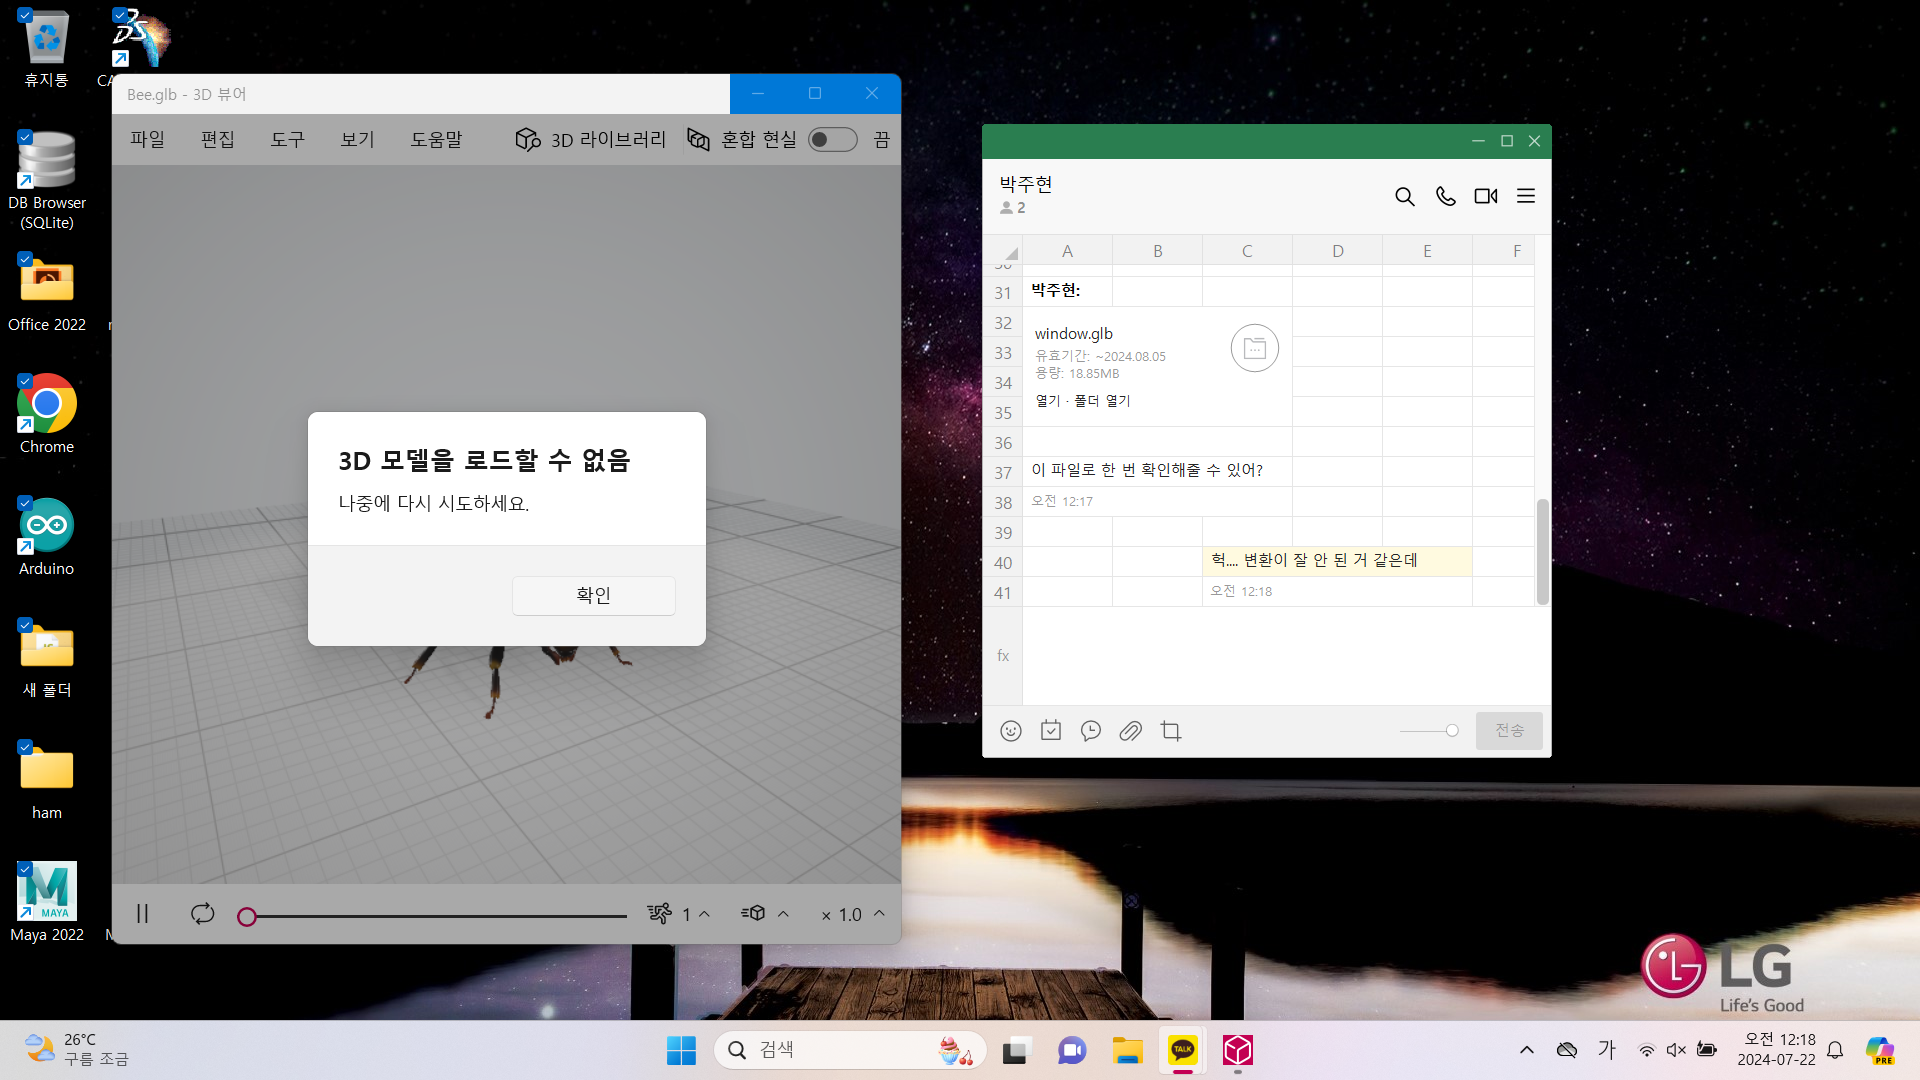 휴지통
DB Browser
(SQLite)
Office 2022
Chrome
Arduino
새 폴더
ham
MAYA
Maya 2022
Bee.glb - 3D 뷰어
파일 편집 도구 보기 도움말 3D 라이브러리 혼합 현실 끔
3D 모델을 로드할 수 없음
나중에 다시 시도하세요.
확인
1 × 1.0
박주현
2
A B C D E F
31 박주현:
32 window.glb
33 유효기간: ~2024.08.05
용량: 18.85MB
34
열기 · 폴더 열기
35
36
37 이 파일로 한 번 확인해줄 수 있어?
38 오전 12:17
39
40 헉.... 변환이 잘 안 된 거 같은데
41 오전 12:18
fx
전송
LG
Life's Good
26°C
구름 조금
검색
TALK
가
오전 12:18
2024-07-22
PRE